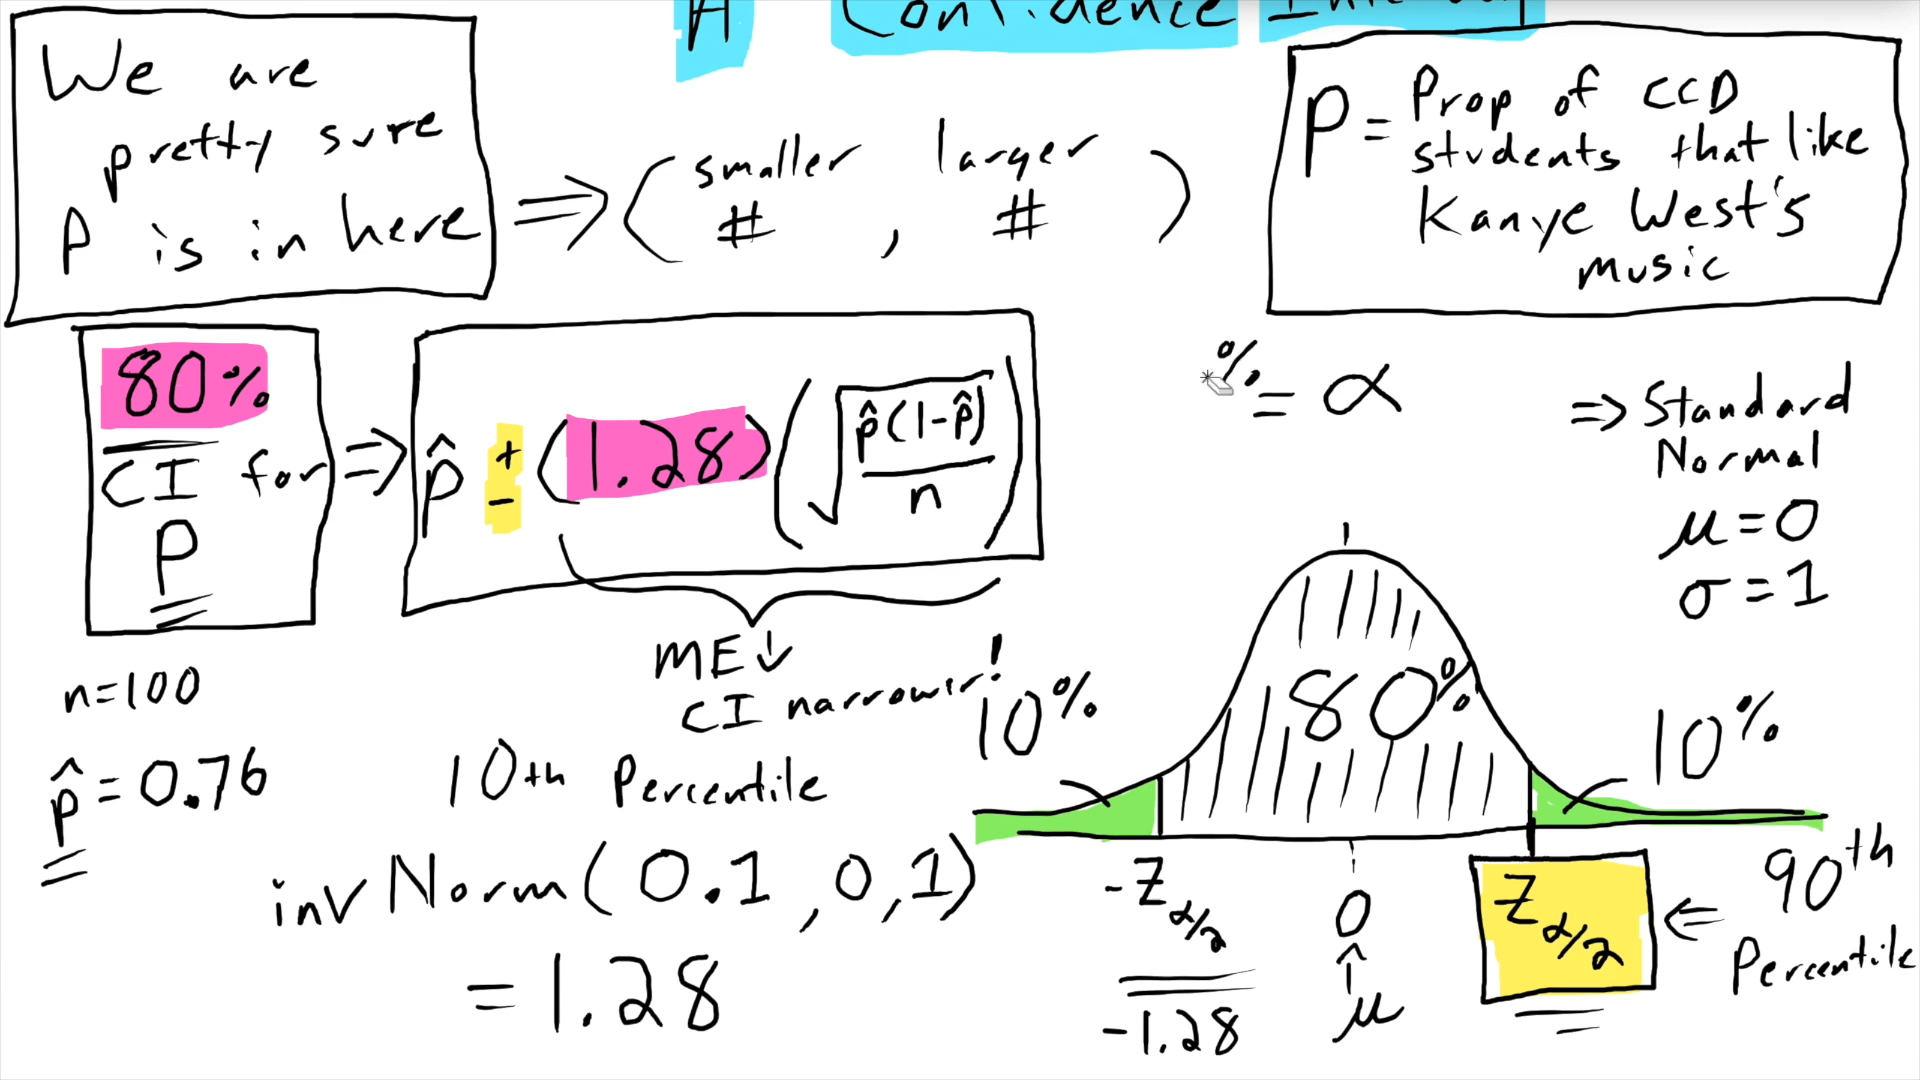 A Confidence
We are
pretty sure
P is in here
⇒ ( smaller # , larger # )
P = Prop of CCD
students that like
Kanye West's
music
80%
CI for
P
⇒ p̂ ± (1.28) (√(p̂(1-p̂)/n))
ME↓
CI narrower!
% = α
⇒ Standard
Normal
μ = 0
σ = 1
n=100
p̂ = 0.76
10th Percentile
invNorm(0.1, 0, 1)
= 1.28
10%
80%
10%
-Z α/2
-1.28
0
↑
μ
Z α/2
⇐ 90th
Percentile